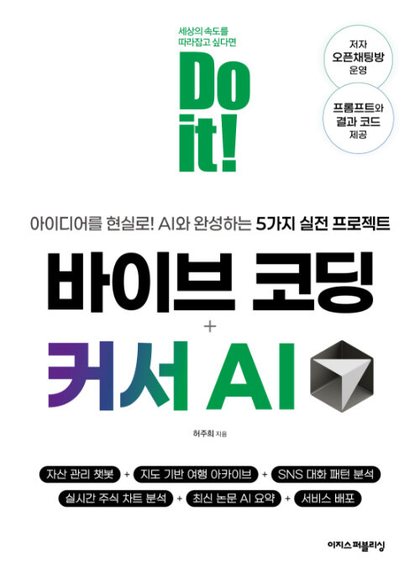 세상의 속도를
따라잡고 싶다면
Do
it!
저자
오픈채팅방
운영
프롬프트와
결과 코드
제공
아이디어를 현실로! AI와 완성하는 5가지 실전 프로젝트
바이브 코딩
+
커서 AI
허주희 지음
자산 관리 챗봇 + 지도 기반 여행 아카이브 + SNS 대화 패턴 분석
실시간 주식 차트 분석 + 최신 논문 AI 요약 + 서비스 배포
이지스퍼블리싱